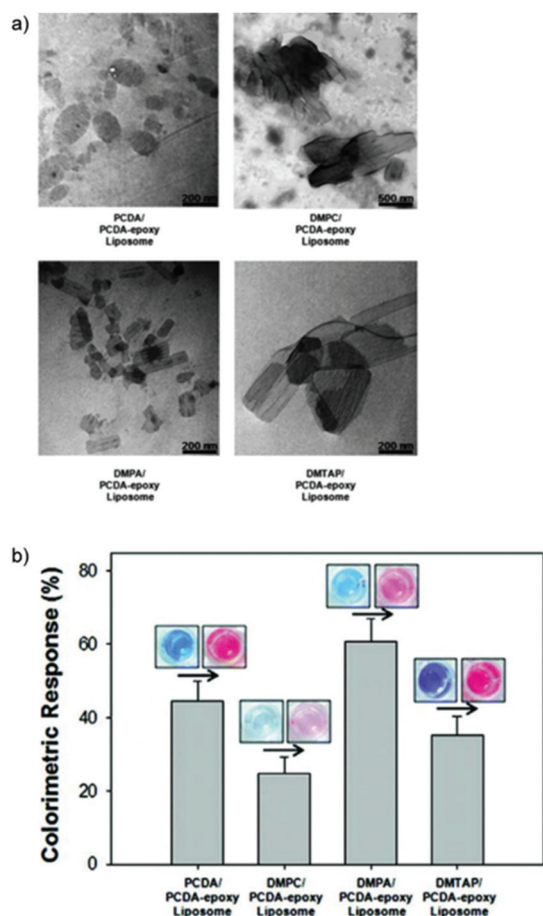 a)
200 nm
500 nm
PCDA/
PCDA-epoxy
Liposome
DMPC/
PCDA-epoxy
Liposome
200 nm
200 nm
DMPA/
PCDA-epoxy
Liposome
DMTAP/
PCDA-epoxy
Liposome
b)
Colorimetric Response (%)
80
60
40
20
0
PCDA/
PCDA-epoxy
Liposome
DMPC/
PCDA-epoxy
Liposome
DMPA/
PCDA-epoxy
Liposome
DMTAP/
PCDA-epoxy
Liposome